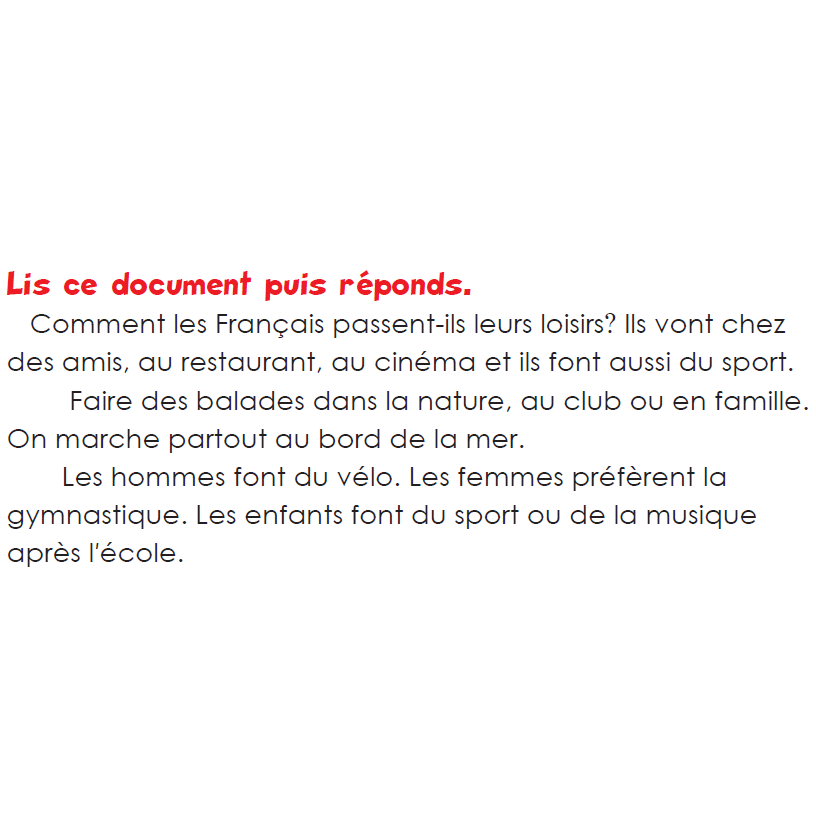 Lis ce document puis réponds.
Comment les Français passent-ils leurs loisirs? Ils vont chez
des amis, au restaurant, au cinéma et ils font aussi du sport.
Faire des balades dans la nature, au club ou en famille.
On marche partout au bord de la mer.
Les hommes font du vélo. Les femmes préfèrent la
gymnastique. Les enfants font du sport ou de la musique
après l'école.